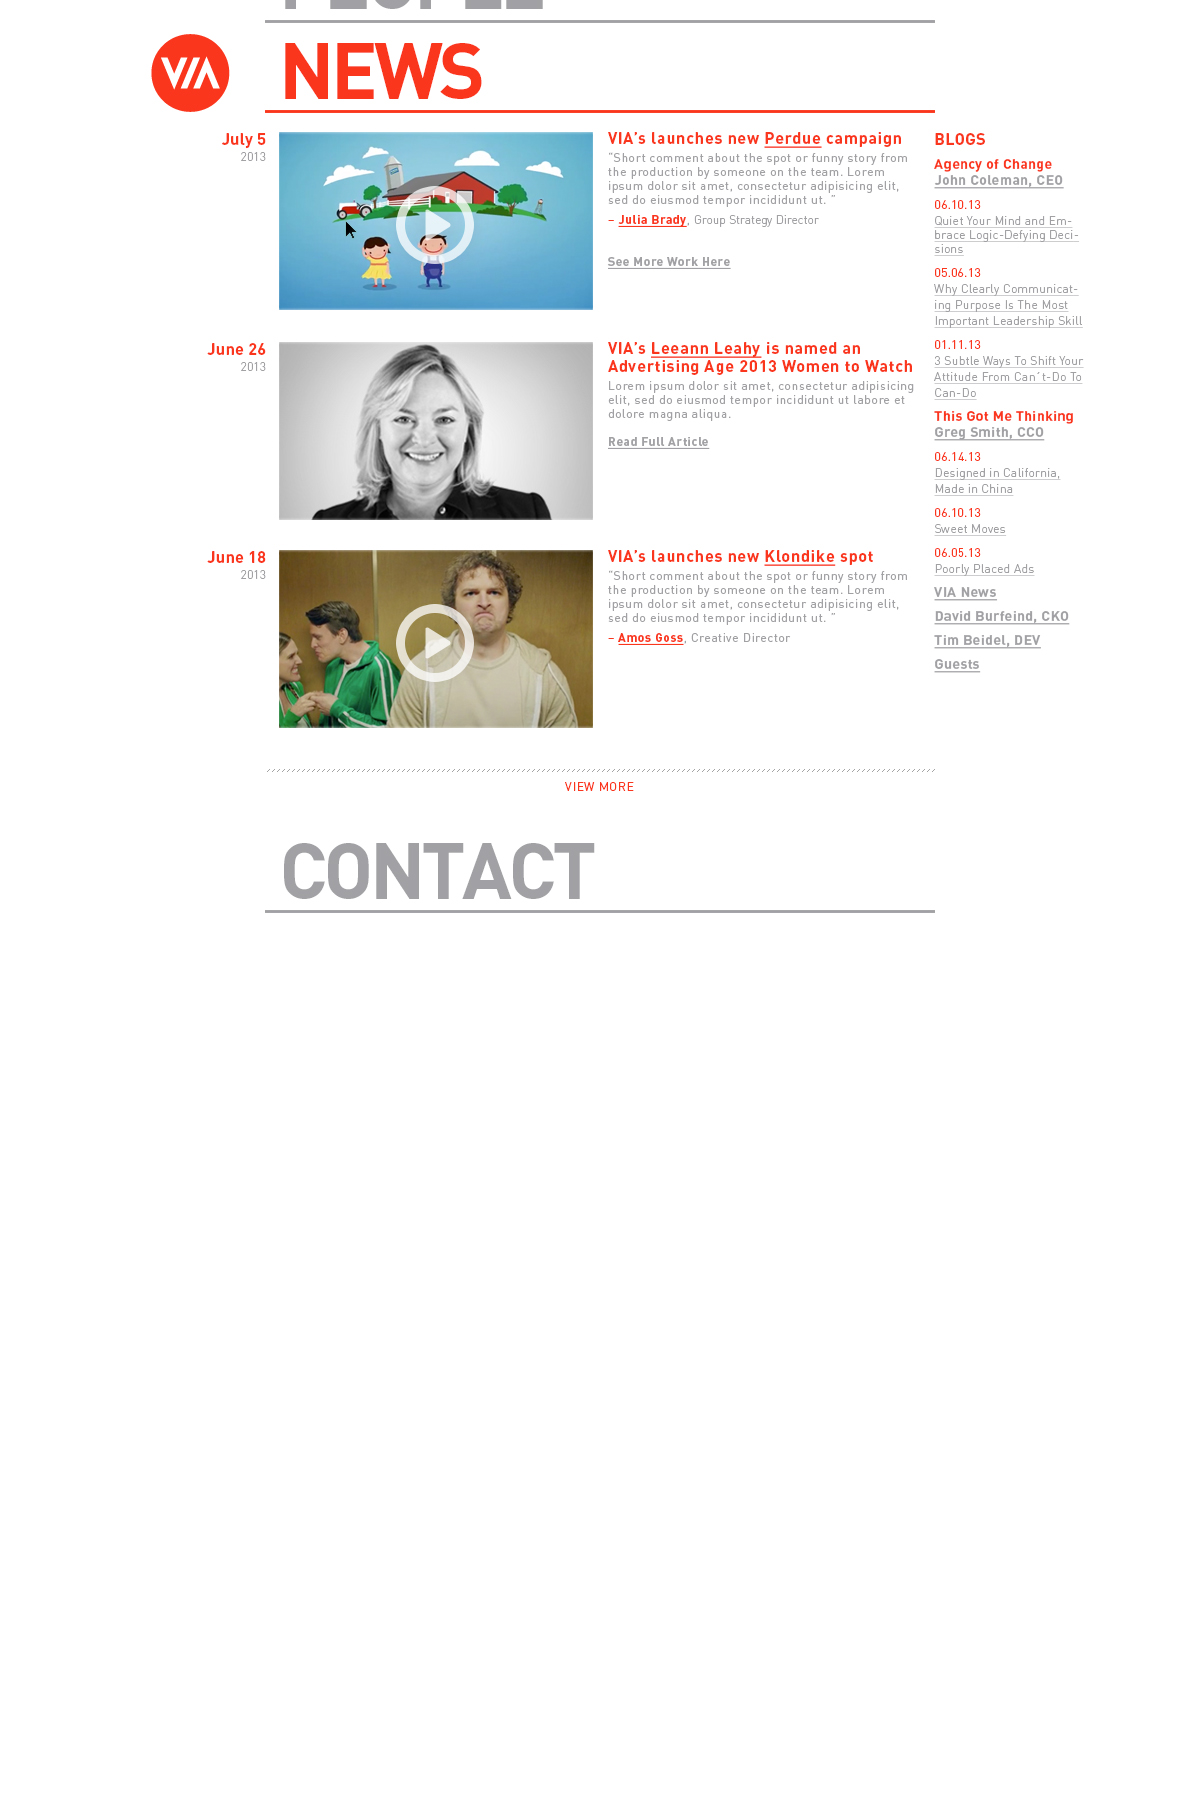 PEOPLE
VIA
NEWS
July 5
2013
VIA's launches new Perdue campaign
"Short comment about the spot or funny story from
the production by someone on the team. Lorem
ipsum dolor sit amet, consectetur adipisicing elit,
sed do eiusmod tempor incididunt ut. "
– Julia Brady, Group Strategy Director
See More Work Here
June 26
2013
VIA's Leeann Leahy is named an
Advertising Age 2013 Women to Watch
Lorem ipsum dolor sit amet, consectetur adipisicing
elit, sed do eiusmod tempor incididunt ut labore et
dolore magna aliqua.
Read Full Article
June 18
2013
VIA's launches new Klondike spot
"Short comment about the spot or funny story from
the production by someone on the team. Lorem
ipsum dolor sit amet, consectetur adipisicing elit,
sed do eiusmod tempor incididunt ut. "
– Amos Goss, Creative Director
BLOGS
Agency of Change
John Coleman, CEO
06.10.13
Quiet Your Mind and Em-
brace Logic-Defying Deci-
sions
05.06.13
Why Clearly Communicat-
ing Purpose Is The Most
Important Leadership Skill
01.11.13
3 Subtle Ways To Shift Your
Attitude From Can´t-Do To
Can-Do
This Got Me Thinking
Greg Smith, CCO
06.14.13
Designed in California,
Made in China
06.10.13
Sweet Moves
06.05.13
Poorly Placed Ads
VIA News
David Burfeind, CKO
Tim Beidel, DEV
Guests
VIEW MORE
CONTACT